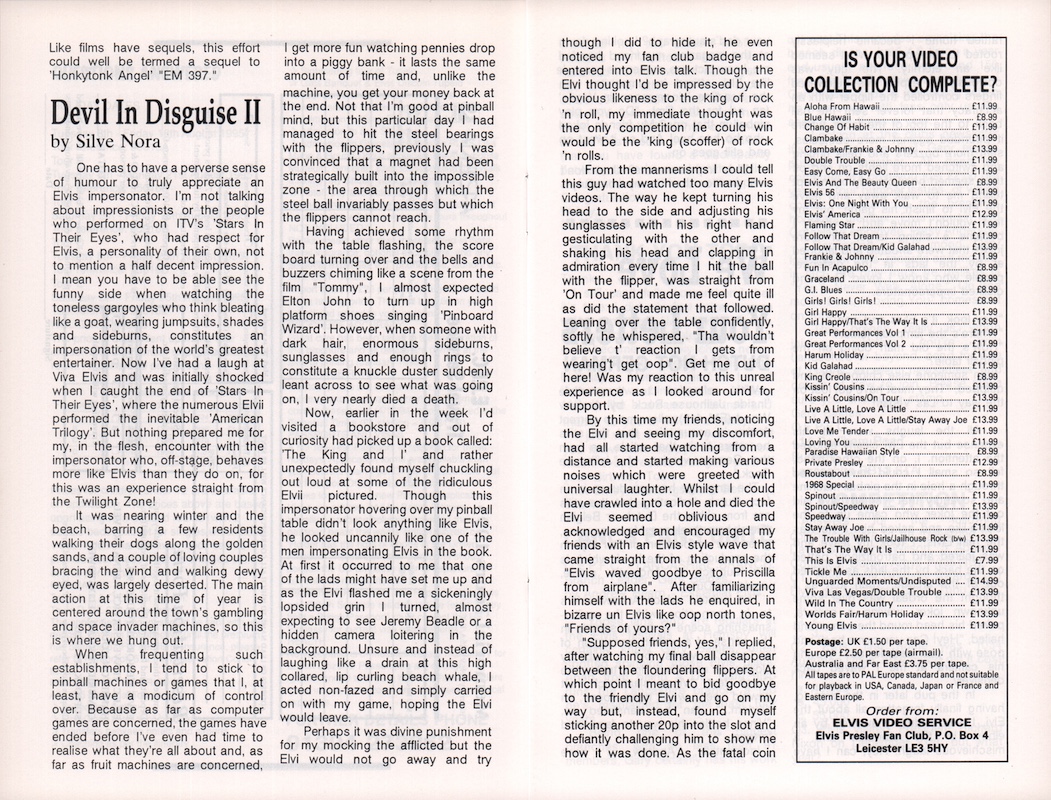 Like films have sequels, this effort
could well be termed a sequel to
'Honkytonk Angel' "EM 397."
Devil In Disguise II
by Silve Nora
One has to have a perverse sense
of humour to truly appreciate an
Elvis impersonator. I'm not talking
about impressionists or the people
who performed on ITV's 'Stars In
Their Eyes', who had respect for
Elvis, a personality of their own, not
to mention a half decent impression.
I mean you have to be able see the
funny side when watching the
toneless gargoyles who think bleating
like a goat, wearing jumpsuits, shades
and sideburns, constitutes an
impersonation of the world's greatest
entertainer. Now I've had a laugh at
Viva Elvis and was initially shocked
when I caught the end of 'Stars In
Their Eyes', where the numerous Elvii
performed the inevitable 'American
Trilogy'. But nothing prepared me for
my, in the flesh, encounter with the
impersonator who, off-stage, behaves
more like Elvis than they do on, for
this was an experience straight from
the Twilight Zone!
It was nearing winter and the
beach, barring a few residents
walking their dogs along the golden
sands, and a couple of loving couples
bracing the wind and walking dewy
eyed, was largely deserted. The main
action at this time of year is
centered around the town's gambling
and space invader machines, so this
is where we hung out.
When frequenting such
establishments, I tend to stick to
pinball machines or games that I, at
least, have a modicum of control
over. Because as far as computer
games are concerned, the games have
ended before I've even had time to
realise what they're all about and, as
far as fruit machines are concerned,
I get more fun watching pennies drop
into a piggy bank - it lasts the same
amount of time and, unlike the
machine, you get your money back at
the end. Not that I'm good at pinball
mind, but this particular day I had
managed to hit the steel bearings
with the flippers, previously I was
convinced that a magnet had been
strategically built into the impossible
zone - the area through which the
steel ball invariably passes but which
the flippers cannot reach.
Having achieved some rhythm
with the table flashing, the score
board turning over and the bells and
buzzers chiming like a scene from the
film "Tommy", I almost expected
Elton John to turn up in high
platform shoes singing 'Pinboard
Wizard'. However, when someone with
dark hair, enormous sideburns,
sunglasses and enough rings to
constitute a knuckle duster suddenly
leant across to see what was going
on, I very nearly died a death.
Now, earlier in the week I'd
visited a bookstore and out of
curiosity had picked up a book called:
'The King and I' and rather
unexpectedly found myself chuckling
out loud at some of the ridiculous
Elvii pictured. Though this
impersonator hovering over my pinball
table didn't look anything like Elvis,
he looked uncannily like one of the
men impersonating Elvis in the book.
At first it occurred to me that one
of the lads might have set me up and
as the Elvi flashed me a sickeningly
lopsided grin I turned, almost
expecting to see Jeremy Beadle or a
hidden camera loitering in the
background. Unsure and instead of
laughing like a drain at this high
collared, lip curling beach whale, I
acted non-fazed and simply carried
on with my game, hoping the Elvi
would leave.
Perhaps it was divine punishment
for my mocking the afflicted but the
Elvi would not go away and try
though I did to hide it, he even
noticed my fan club badge and
entered into Elvis talk. Though the
Elvi thought I'd be impressed by the
obvious likeness to the king of rock
'n roll, my immediate thought was
the only competition he could win
would be the 'king (scoffer) of rock
'n rolls.
From the mannerisms I could tell
this guy had watched too many Elvis
videos. The way he kept turning his
head to the side and adjusting his
sunglasses with his right hand
gesticulating with the other and
shaking his head and clapping in
admiration every time I hit the ball
with the flipper, was straight from
'On Tour' and made me feel quite ill
as did the statement that followed.
Leaning over the table confidently,
softly he whispered, "Tha wouldn't
believe t' reaction I gets from
wearing't get oop". Get me out of
here! Was my reaction to this unreal
experience as I looked around for
support.
By this time my friends, noticing
the Elvi and seeing my discomfort,
had all started watching from a
distance and started making various
noises which were greeted with
universal laughter. Whilst I could
have crawled into a hole and died the
Elvi seemed oblivious and
acknowledged and encouraged my
friends with an Elvis style wave that
came straight from the annals of
"Elvis waved goodbye to Priscilla
from airplane". After familiarizing
himself with the lads he enquired, in
bizarre un Elvis like oop north tones,
"Friends of yours?"
"Supposed friends, yes," I replied,
after watching my final ball disappear
between the floundering flippers. At
which point I meant to bid goodbye
to the friendly Elvi and go on my
way but, instead, found myself
sticking another 20p into the slot and
defiantly challenging him to show me
how it was done. As the fatal coin
IS YOUR VIDEO
COLLECTION COMPLETE?
Aloha From Hawaii £11.99
Blue Hawaii £8.99
Change Of Habit £11.99
Clambake £11.99
Clambake/Frankie & Johnny £13.99
Double Trouble £11.99
Easy Come, Easy Go £11.99
Elvis And The Beauty Queen £8.99
Elvis 56 £11.99
Elvis: One Night With You £11.99
Elvis' America £12.99
Flaming Star £11.99
Follow That Dream £11.99
Follow That Dream/Kid Galahad £13.99
Frankie & Johnny £11.99
Fun In Acapulco £8.99
Graceland £8.99
G.I. Blues £8.99
Girls! Girls! Girls! £8.99
Girl Happy £11.99
Girl Happy/That's The Way It Is £13.99
Great Performances Vol 1 £11.99
Great Performances Vol 2 £11.99
Harum Holiday £11.99
Kid Galahad £11.99
King Creole £8.99
Kissin' Cousins £11.99
Kissin' Cousins/On Tour £13.99
Live A Little, Love A Little £11.99
Live A Little, Love A Little/Stay Away Joe £13.99
Love Me Tender £11.99
Loving You £11.99
Paradise Hawaiian Style £8.99
Private Presley £12.99
Roustabout £8.99
1968 Special £11.99
Spinout £11.99
Spinout/Speedway £13.99
Speedway £11.99
Stay Away Joe £11.99
The Trouble With Girls/Jailhouse Rock (b/w) £13.99
That's The Way It Is £11.99
This Is Elvis £7.99
Tickle Me £11.99
Unguarded Moments/Undisputed £14.99
Viva Las Vegas/Double Trouble £13.99
Wild In The Country £11.99
Worlds Fair/Harum Holiday £13.99
Young Elvis £11.99
Postage: UK £1.50 per tape.
Europe £2.50 per tape (airmail).
Australia and Far East £3.75 per tape.
All tapes are to PAL Europe standard and not suitable
for playback in USA, Canada, Japan or France and
Eastern Europe.
Order from:
ELVIS VIDEO SERVICE
Elvis Presley Fan Club, P.O. Box 4
Leicester LE3 5HY